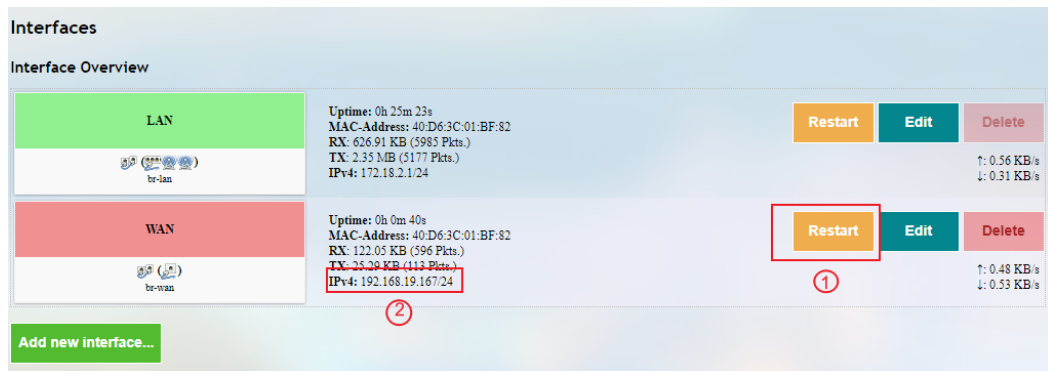 Interfaces
Interface Overview
LAN
br-lan
Uptime: 0h 25m 23s
MAC-Address: 40:D6:3C:01:BF:82
RX: 626.91 KB (5985 Pkts.)
TX: 2.35 MB (5177 Pkts.)
IPv4: 172.18.2.1/24
Restart Edit Delete
↑: 0.56 KB/s
↓: 0.31 KB/s
WAN
br-wan
Uptime: 0h 0m 40s
MAC-Address: 40:D6:3C:01:BF:82
RX: 122.05 KB (596 Pkts.)
TX: 25.29 KB (113 Pkts.)
IPv4: 192.168.19.167/24
②
Restart Edit Delete
①
↑: 0.48 KB/s
↓: 0.53 KB/s
Add new interface...